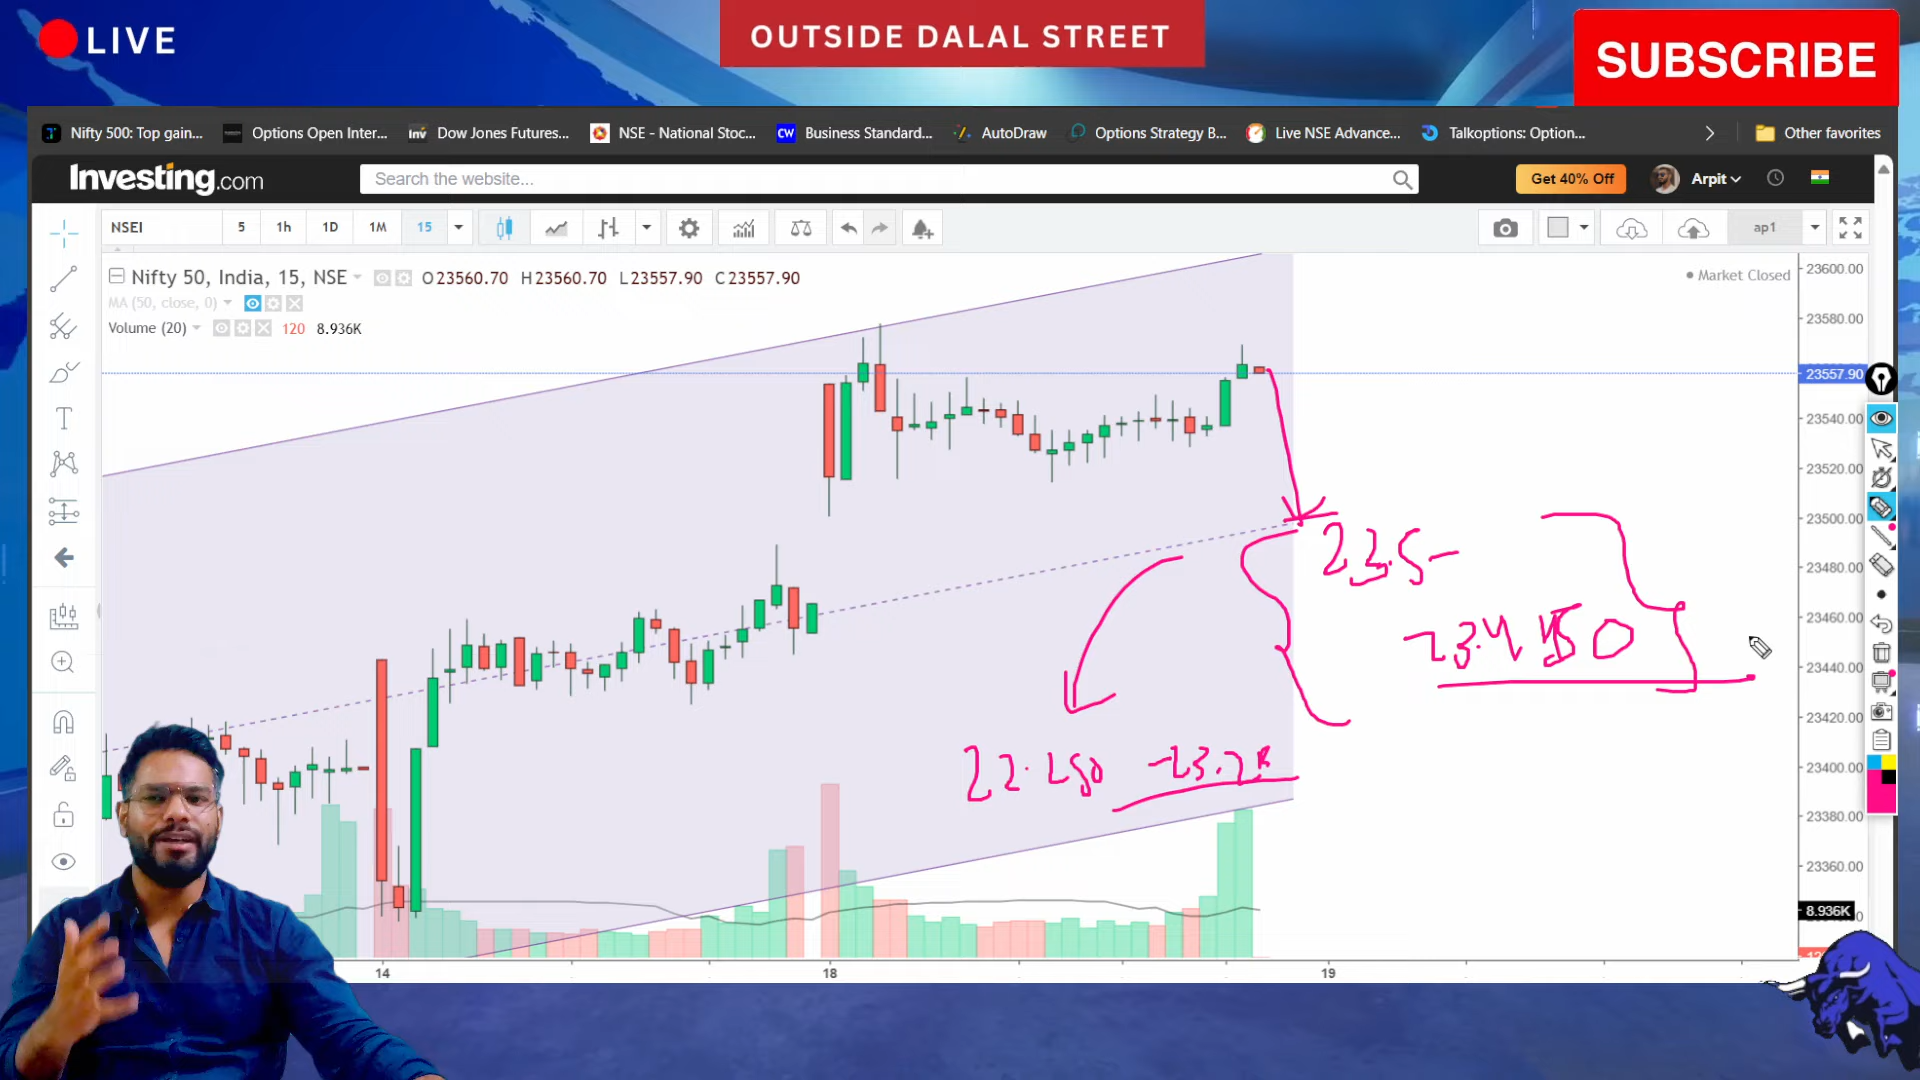 LIVE
OUTSIDE DALAL STREET
SUBSCRIBE
Nifty 500: Top gain...
Options Open Inter...
Dow Jones Futures...
NSE - National Stoc...
CW Business Standard...
AutoDraw
Options Strategy B...
Live NSE Advance...
Talkoptions: Option...
Other favorites
Investing.com
Search the website...
Get 40% Off
Arpit
NSEI 5 1h 1D 1M 15
ap1
Nifty 50, India, 15, NSE O23560.70 H23560.70 L23557.90 C23557.90
Market Closed
MA (50, close, 0)
Volume (20) 120 8.936K
23600.00
23580.00
23557.90
23540.00
23520.00
23500.00
23480.00
23460.00
23440.00
23420.00
23400.00
23380.00
23360.00
8.936K
23.5
14 18 19